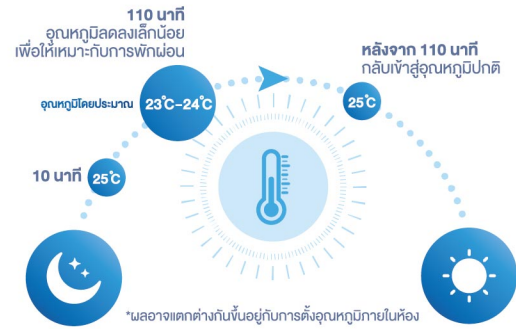 110 นาที
อุณหภูมิลดลงเล็กน้อย
เพื่อให้เหมาะกับการพักผ่อน
หลังจาก 110 นาที
กลับเข้าสู่อุณหภูมิปกติ
อุณหภูมิโดยประมาณ 23°C-24°C
25°C
10 นาที 25°C
*ผลอาจแตกต่างกันขึ้นอยู่กับการตั้งอุณหภูมิภายในห้อง